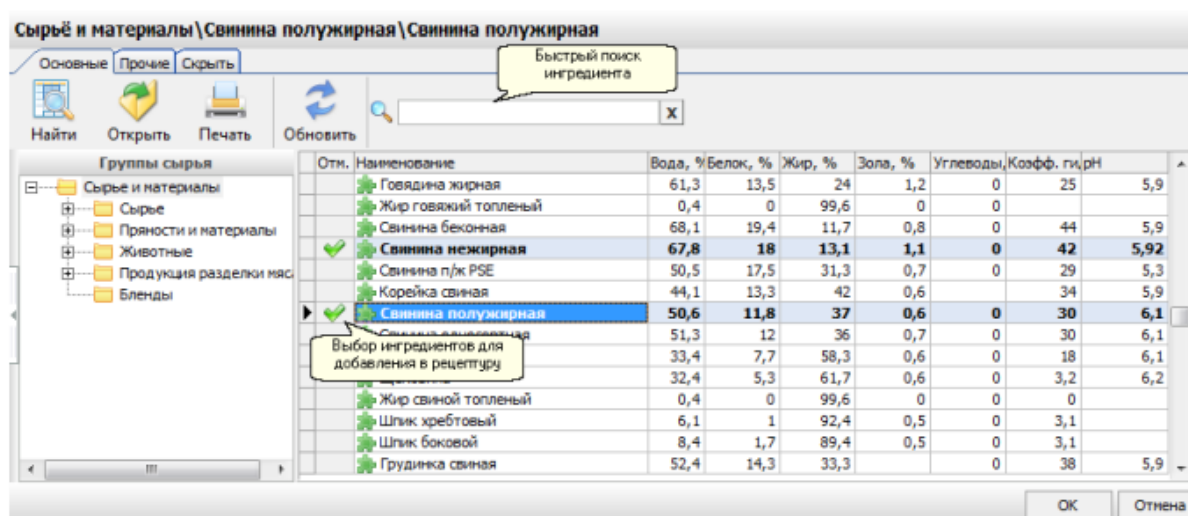 Сырьё и материалы\Свинина полужирная\Свинина полужирная
Основные Прочие Скрыть
Быстрый поиск
ингредиента
x
Найти Открыть Печать Обновить
Группы сырья
Сырье и материалы
Сырье
Пряности и материалы
Животные
Продукция разделки мяс
Бленды
Отм. Наименование Вода, % Белок, % Жир, % Зола, % Углеводы, Коэфф. ги, pH
Говядина жирная 61,3 13,5 24 1,2 0 25 5,9
Жир говяжий топленый 0,4 0 99,6 0 0
Свинина беконная 68,1 19,4 11,7 0,8 0 44 5,9
Свинина нежирная 67,8 18 13,1 1,1 0 42 5,92
Свинина п/ж PSE 50,5 17,5 31,3 0,7 0 29 5,3
Корейка свиная 44,1 13,3 42 0,6 34 5,9
Свинина полужирная 50,6 11,8 37 0,6 0 30 6,1
51,3 12 36 0,7 0 30 6,1
Выбор ингредиентов для
добавления в рецептуру
33,4 7,7 58,3 0,6 0 18 6,1
32,4 5,3 61,7 0,6 0 3,2 6,2
Жир свиной топленый 0,4 0 99,6 0 0 0
Шпик хребтовый 6,1 1 92,4 0,5 0 3,1
Шпик боковой 8,4 1,7 89,4 0,5 0 3,1
Грудинка свиная 52,4 14,3 33,3 0 38 5,9
ОК Отмена